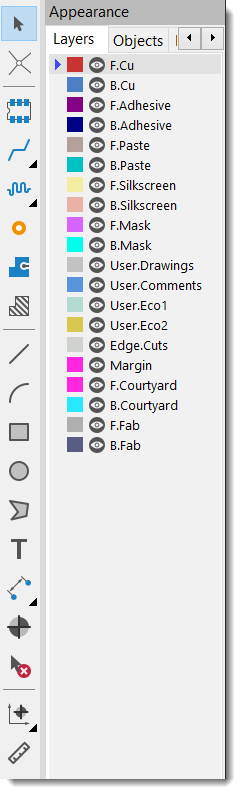 Appearance
Layers Objects
F.Cu
B.Cu
F.Adhesive
B.Adhesive
F.Paste
B.Paste
F.Silkscreen
B.Silkscreen
F.Mask
B.Mask
User.Drawings
User.Comments
User.Eco1
User.Eco2
Edge.Cuts
Margin
F.Courtyard
B.Courtyard
F.Fab
B.Fab
T